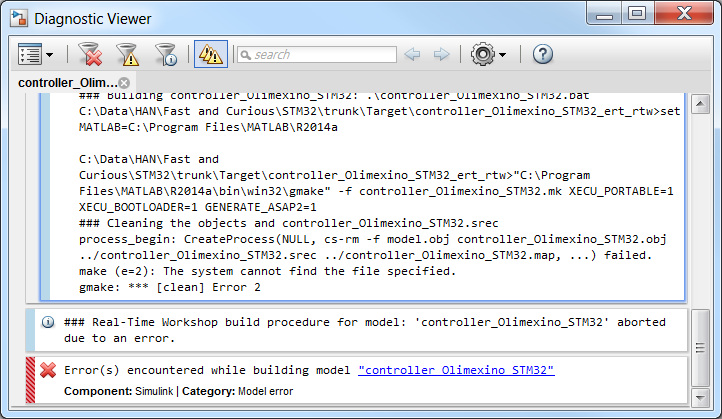 Diagnostic Viewer
search
controller_Olim...
### Building controller_Olimexino_STM32: .\controller_Olimexino_STM32.bat
C:\Data\HAN\Fast and Curious\STM32\trunk\Target\controller_Olimexino_STM32_ert_rtw>set
MATLAB=C:\Program Files\MATLAB\R2014a
C:\Data\HAN\Fast and
Curious\STM32\trunk\Target\controller_Olimexino_STM32_ert_rtw>"C:\Program
Files\MATLAB\R2014a\bin\win32\gmake" -f controller_Olimexino_STM32.mk XECU_PORTABLE=1
XECU_BOOTLOADER=1 GENERATE_ASAP2=1
### Cleaning the objects and controller_Olimexino_STM32.srec
process_begin: CreateProcess(NULL, cs-rm -f model.obj controller_Olimexino_STM32.obj
../controller_Olimexino_STM32.srec ../controller_Olimexino_STM32.map, ...) failed.
make (e=2): The system cannot find the file specified.
gmake: *** [clean] Error 2
### Real-Time Workshop build procedure for model: 'controller_Olimexino_STM32' aborted
due to an error.
Error(s) encountered while building model "controller_Olimexino_STM32"
Component: Simulink | Category: Model error